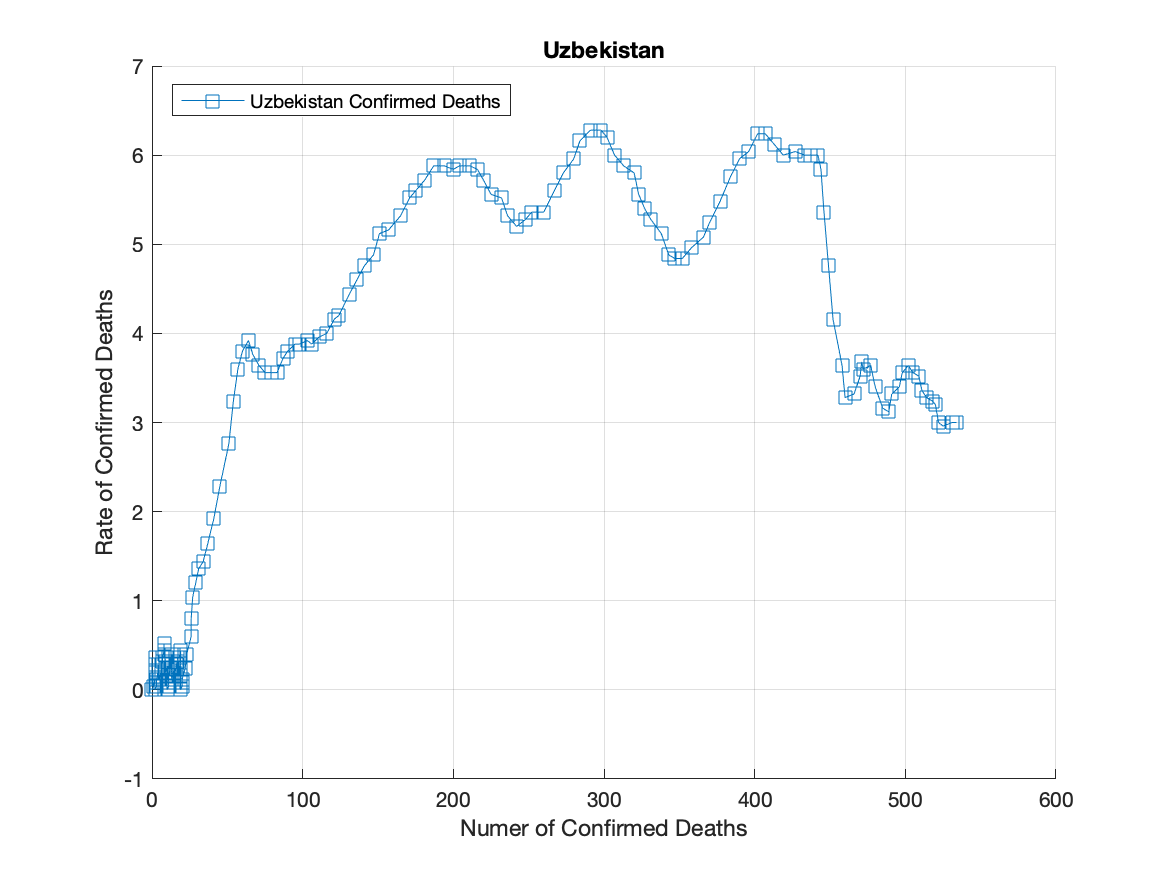 Uzbekistan
Uzbekistan Confirmed Deaths
7
6
5
4
3
2
1
0
-1
Rate of Confirmed Deaths
0 100 200 300 400 500 600
Numer of Confirmed Deaths